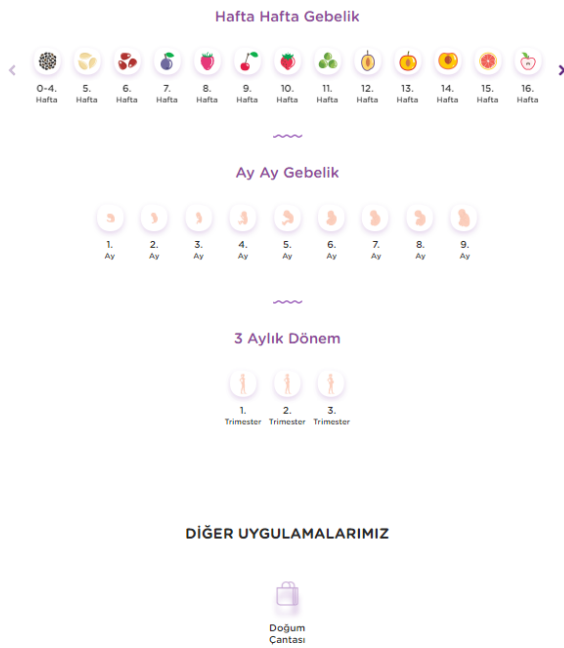 Hafta Hafta Gebelik
0-4. 5. 6. 7. 8. 9. 10. 11. 12. 13. 14. 15. 16.
Hafta Hafta Hafta Hafta Hafta Hafta Hafta Hafta Hafta Hafta Hafta Hafta Hafta
Ay Ay Gebelik
1. 2. 3. 4. 5. 6. 7. 8. 9.
Ay Ay Ay Ay Ay Ay Ay Ay Ay
3 Aylık Dönem
1. 2. 3.
Trimester Trimester Trimester
DİĞER UYGULAMALARIMIZ
Doğum
Çantası